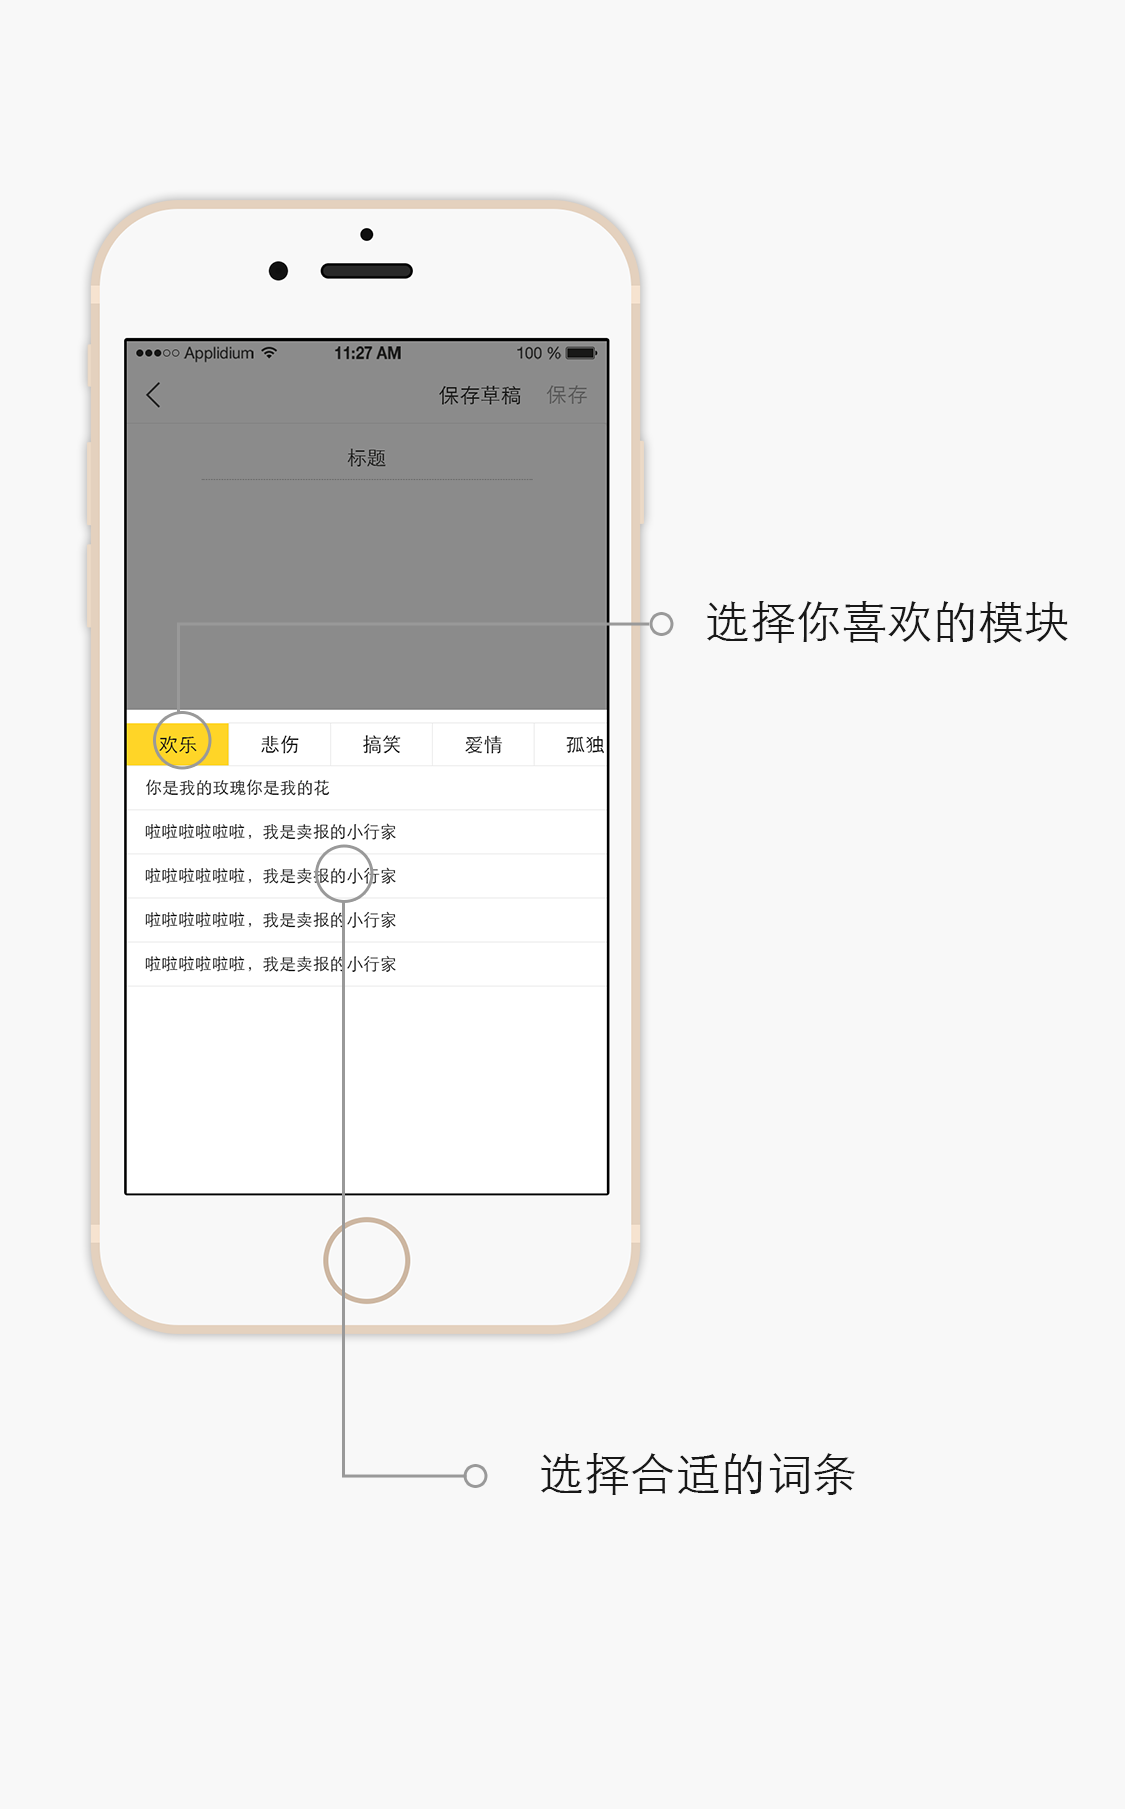 Applidium 11:27 AM 100 %
保存草稿 保存
标题
选择你喜欢的模块
欢乐 悲伤 搞笑 爱情 孤独
你是我的玫瑰你是我的花
啦啦啦啦啦啦，我是卖报的小行家
啦啦啦啦啦啦，我是卖报的小行家
啦啦啦啦啦啦，我是卖报的小行家
啦啦啦啦啦啦，我是卖报的小行家
选择合适的词条